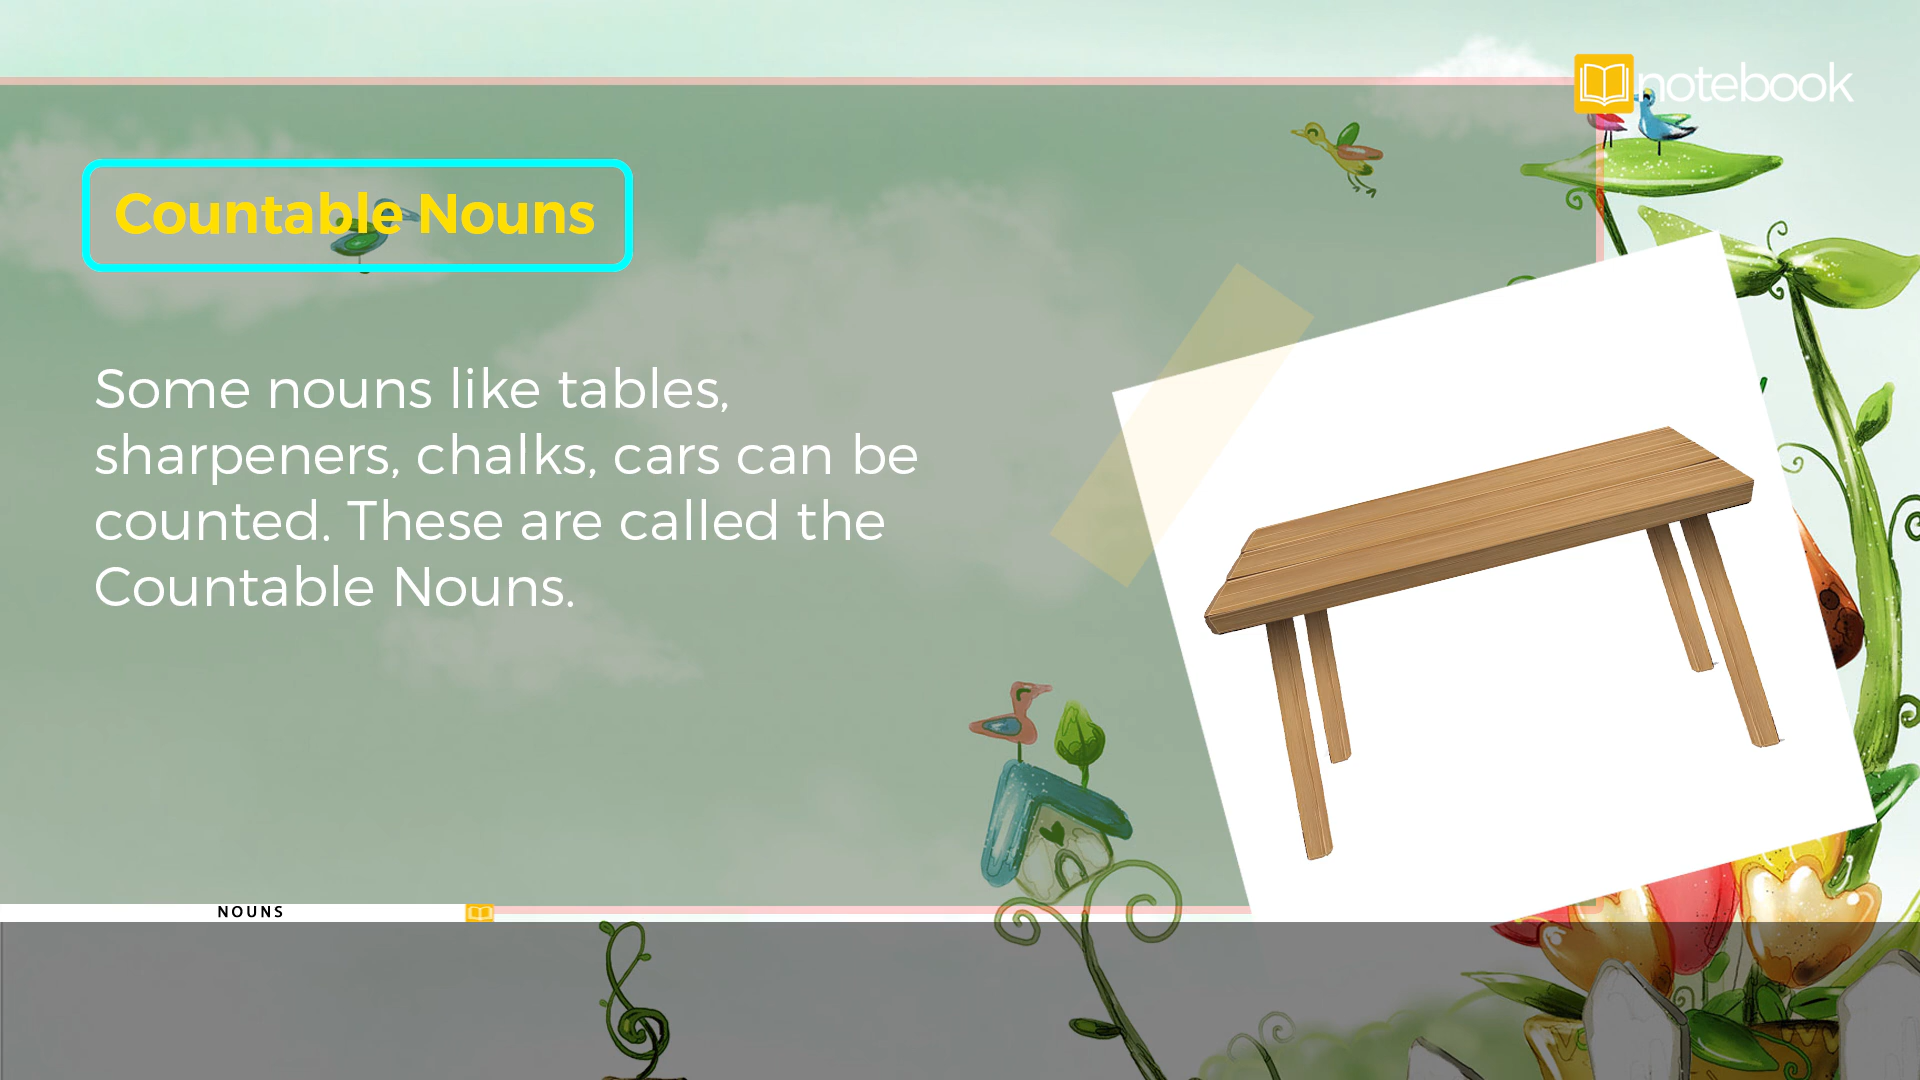 notebook
Countable Nouns
Some nouns like tables,
sharpeners, chalks, cars can be
counted. These are called the
Countable Nouns.
NOUNS